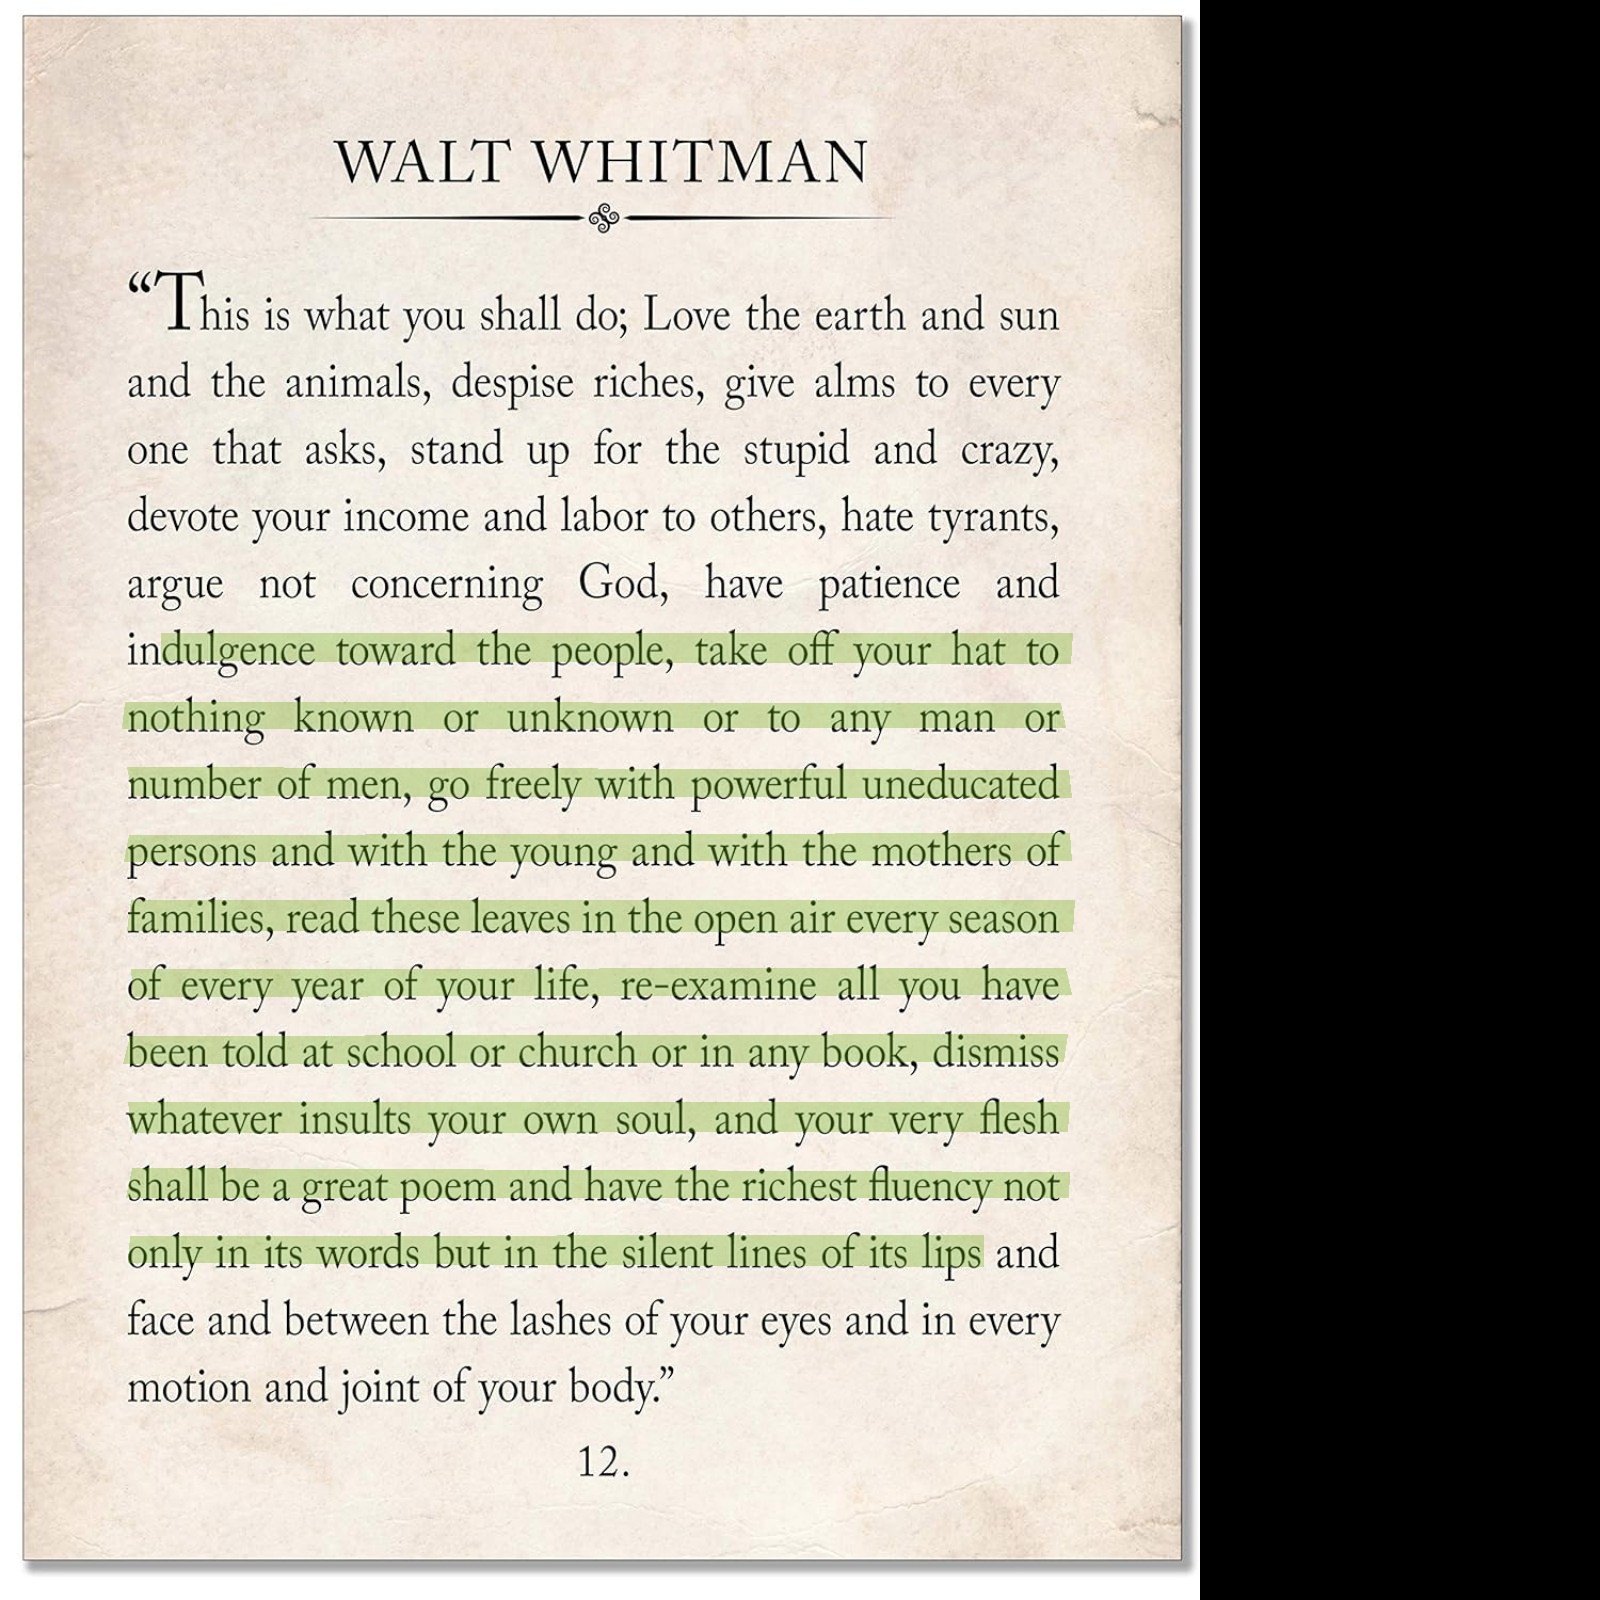 WALT WHITMAN
“This is what you shall do; Love the earth and sun
and the animals, despise riches, give alms to every
one that asks, stand up for the stupid and crazy,
devote your income and labor to others, hate tyrants,
argue not concerning God, have patience and
indulgence toward the people, take off your hat to
nothing known or unknown or to any man or
number of men, go freely with powerful uneducated
persons and with the young and with the mothers of
families, read these leaves in the open air every season
of every year of your life, re-examine all you have
been told at school or church or in any book, dismiss
whatever insults your own soul, and your very flesh
shall be a great poem and have the richest fluency not
only in its words but in the silent lines of its lips and
face and between the lashes of your eyes and in every
motion and joint of your body.”
12.